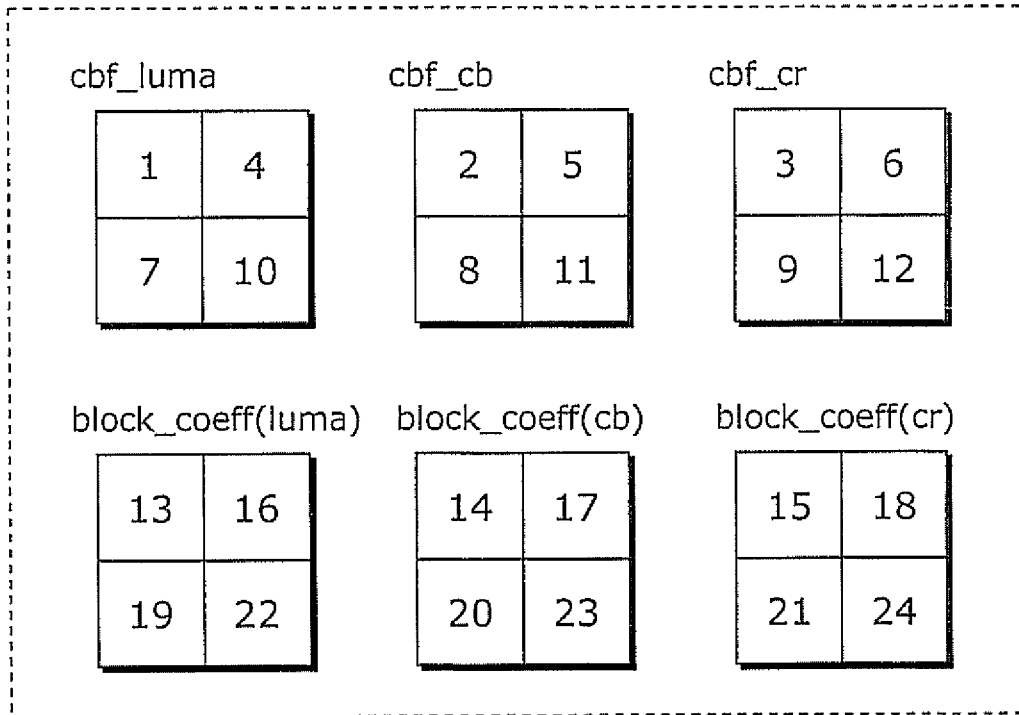 cbf_luma cbf_cb cbf_cr
1 4 2 5 3 6
7 10 8 11 9 12
block_coeff(luma) block_coeff(cb) block_coeff(cr)
13 16 14 17 15 18
19 22 20 23 21 24